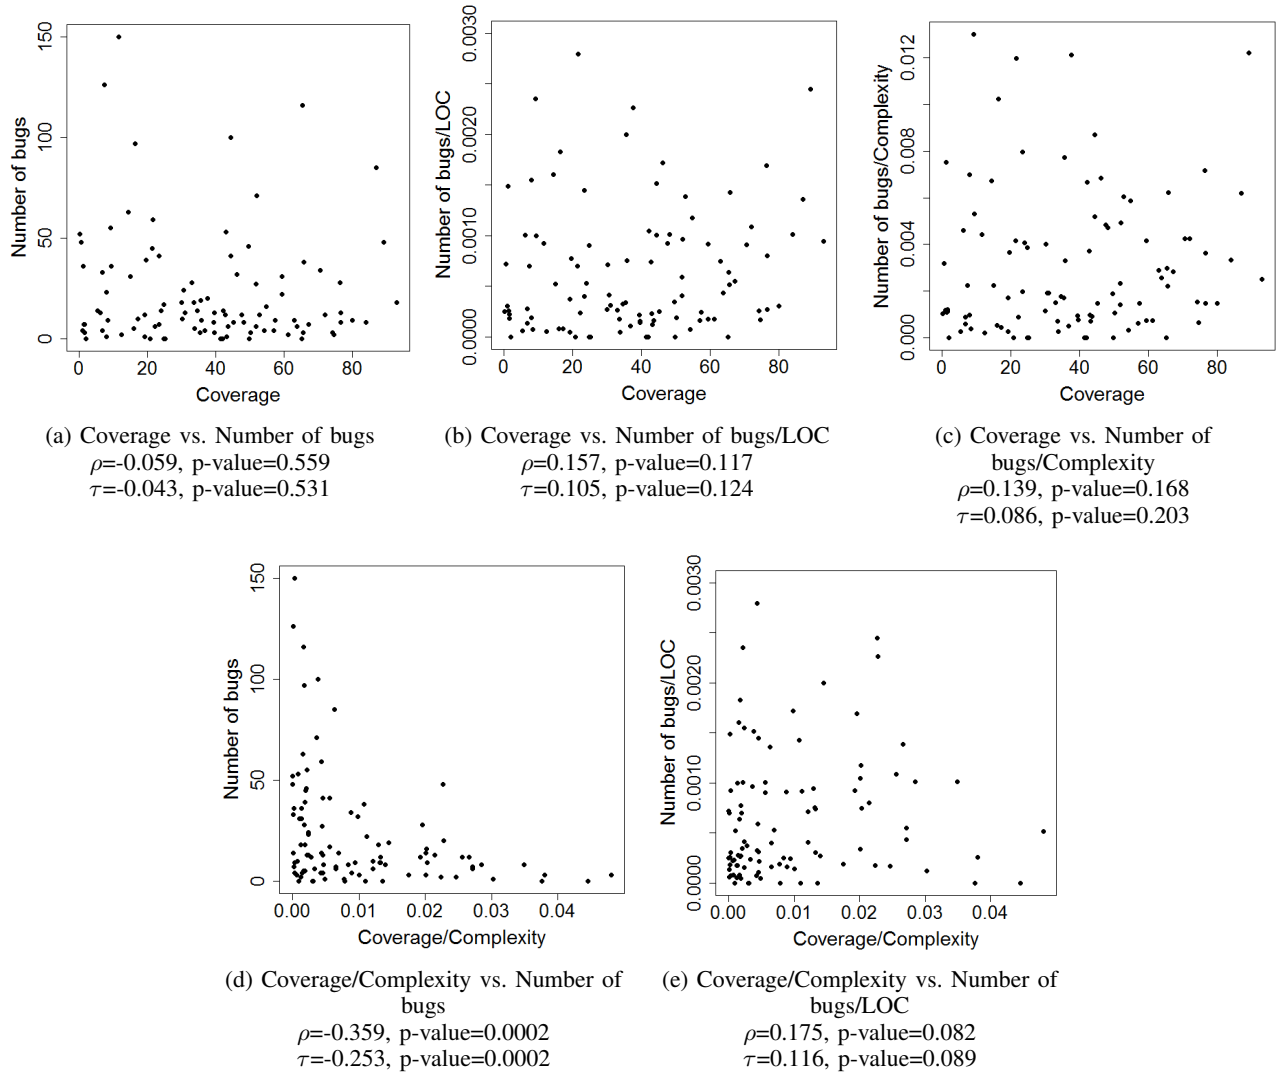 150
100
50
0
Number of bugs
0 20 40 60 80
Coverage
(a) Coverage vs. Number of bugs
ρ=-0.059, p-value=0.559
τ=-0.043, p-value=0.531
0.0030
0.0020
0.0010
0.0000
Number of bugs/LOC
0 20 40 60 80
Coverage
(b) Coverage vs. Number of bugs/LOC
ρ=0.157, p-value=0.117
τ=0.105, p-value=0.124
0.012
0.008
0.004
0.000
Number of bugs/Complexity
0 20 40 60 80
Coverage
(c) Coverage vs. Number of
bugs/Complexity
ρ=0.139, p-value=0.168
τ=0.086, p-value=0.203
150
100
50
0
Number of bugs
0.00 0.01 0.02 0.03 0.04
Coverage/Complexity
(d) Coverage/Complexity vs. Number of
bugs
ρ=-0.359, p-value=0.0002
τ=-0.253, p-value=0.0002
0.0030
0.0020
0.0010
0.0000
Number of bugs/LOC
0.00 0.01 0.02 0.03 0.04
Coverage/Complexity
(e) Coverage/Complexity vs. Number of
bugs/LOC
ρ=0.175, p-value=0.082
τ=0.116, p-value=0.089